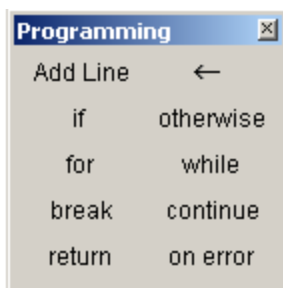 Programming
Add Line ←
if otherwise
for while
break continue
return on error